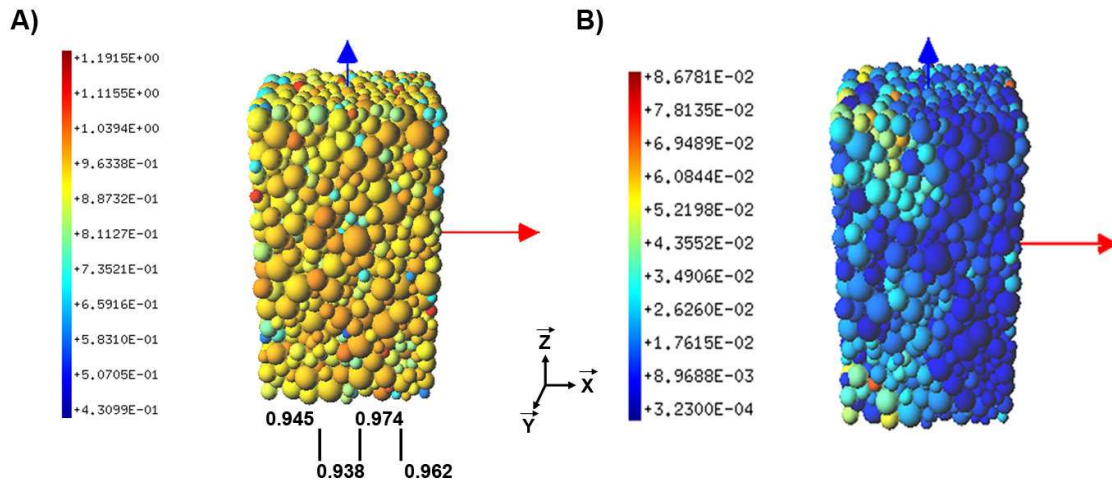 A)
+1.1915E+00
+1.1155E+00
+1.0394E+00
+9.6338E-01
+8.8732E-01
+8.1127E-01
+7.3521E-01
+6.5916E-01
+5.8310E-01
+5.0705E-01
+4.3099E-01
0.945 0.974
0.938 0.962
Z
X
Y
B)
+8.6781E-02
+7.8135E-02
+6.9489E-02
+6.0844E-02
+5.2198E-02
+4.3552E-02
+3.4906E-02
+2.6260E-02
+1.7615E-02
+8.9688E-03
+3.2300E-04